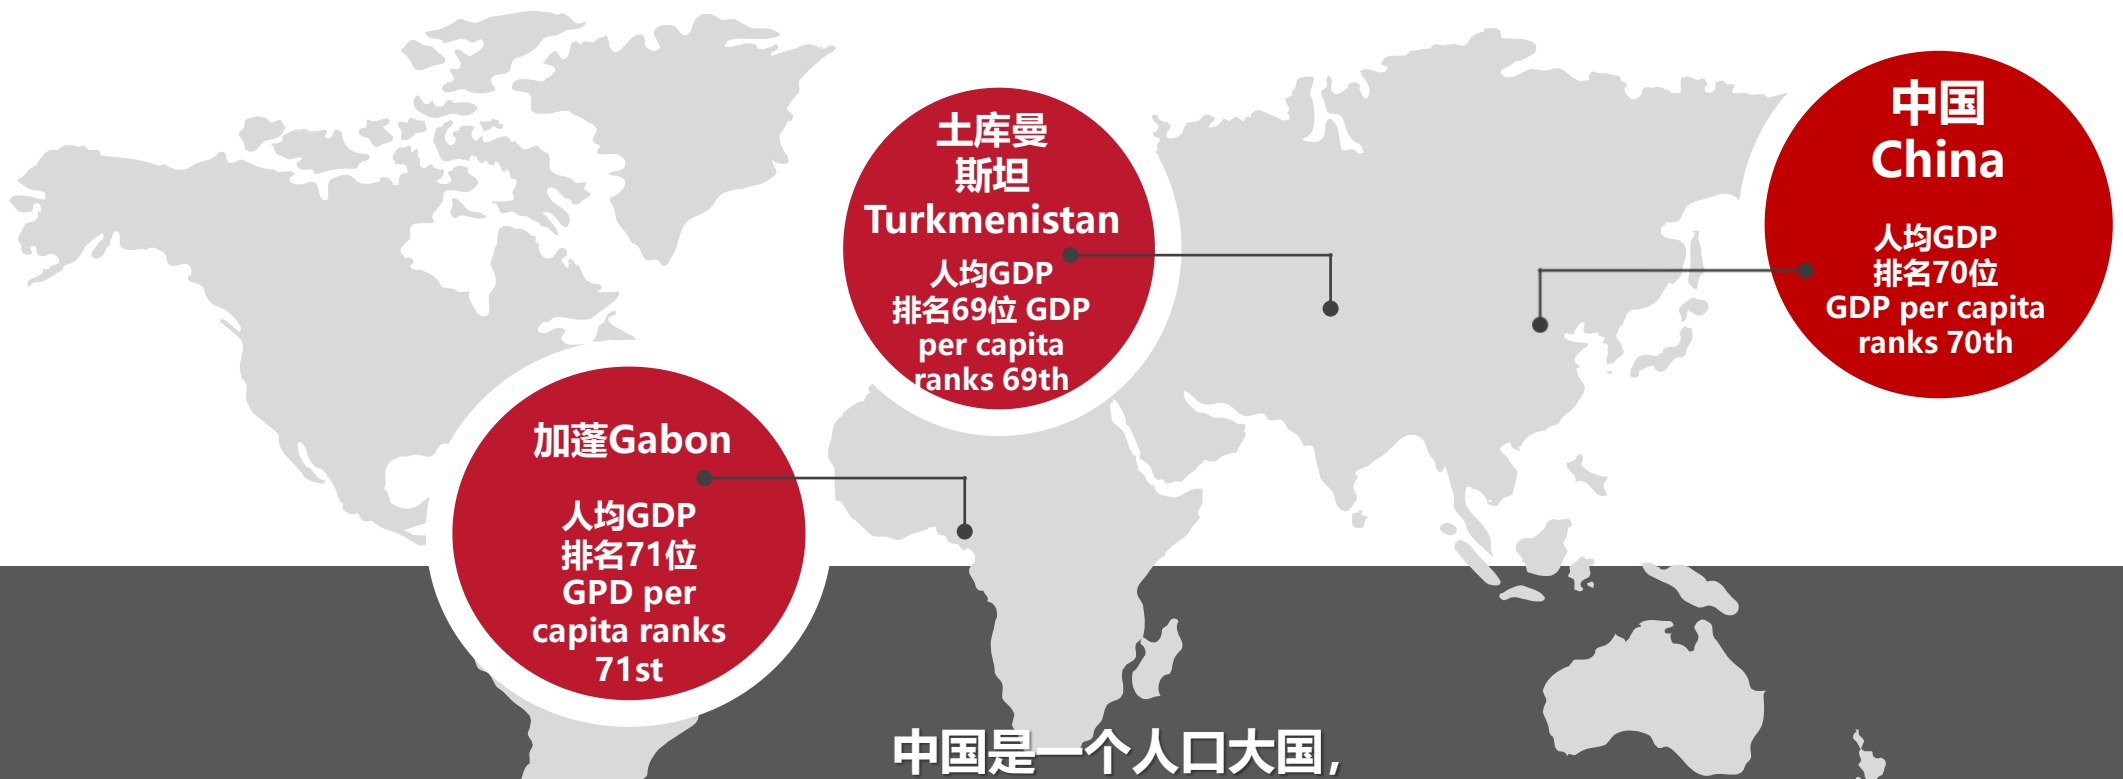 土库曼
斯坦
Turkmenistan
人均GDP
排名69位 GDP
per capita
ranks 69th
中国
China
人均GDP
排名70位
GDP per capita
ranks 70th
加蓬Gabon
人均GDP
排名71位
GPD per
capita ranks
71st
中国是一个人口大国，